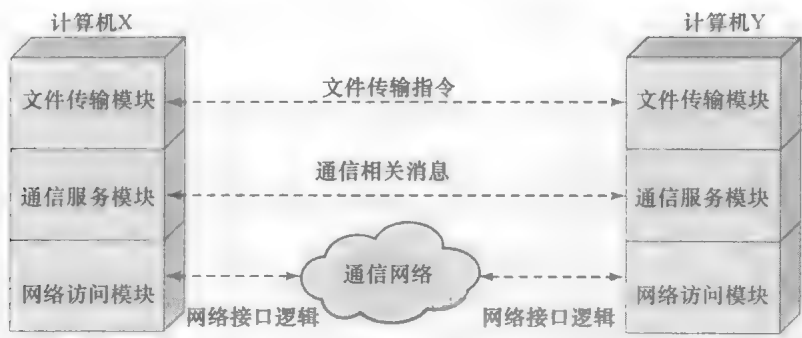 计算机X
计算机Y
文件传输模块
文件传输指令
文件传输模块
通信服务模块
通信相关消息
通信服务模块
网络访问模块
通信网络
网络访问模块
网络接口逻辑
网络接口逻辑